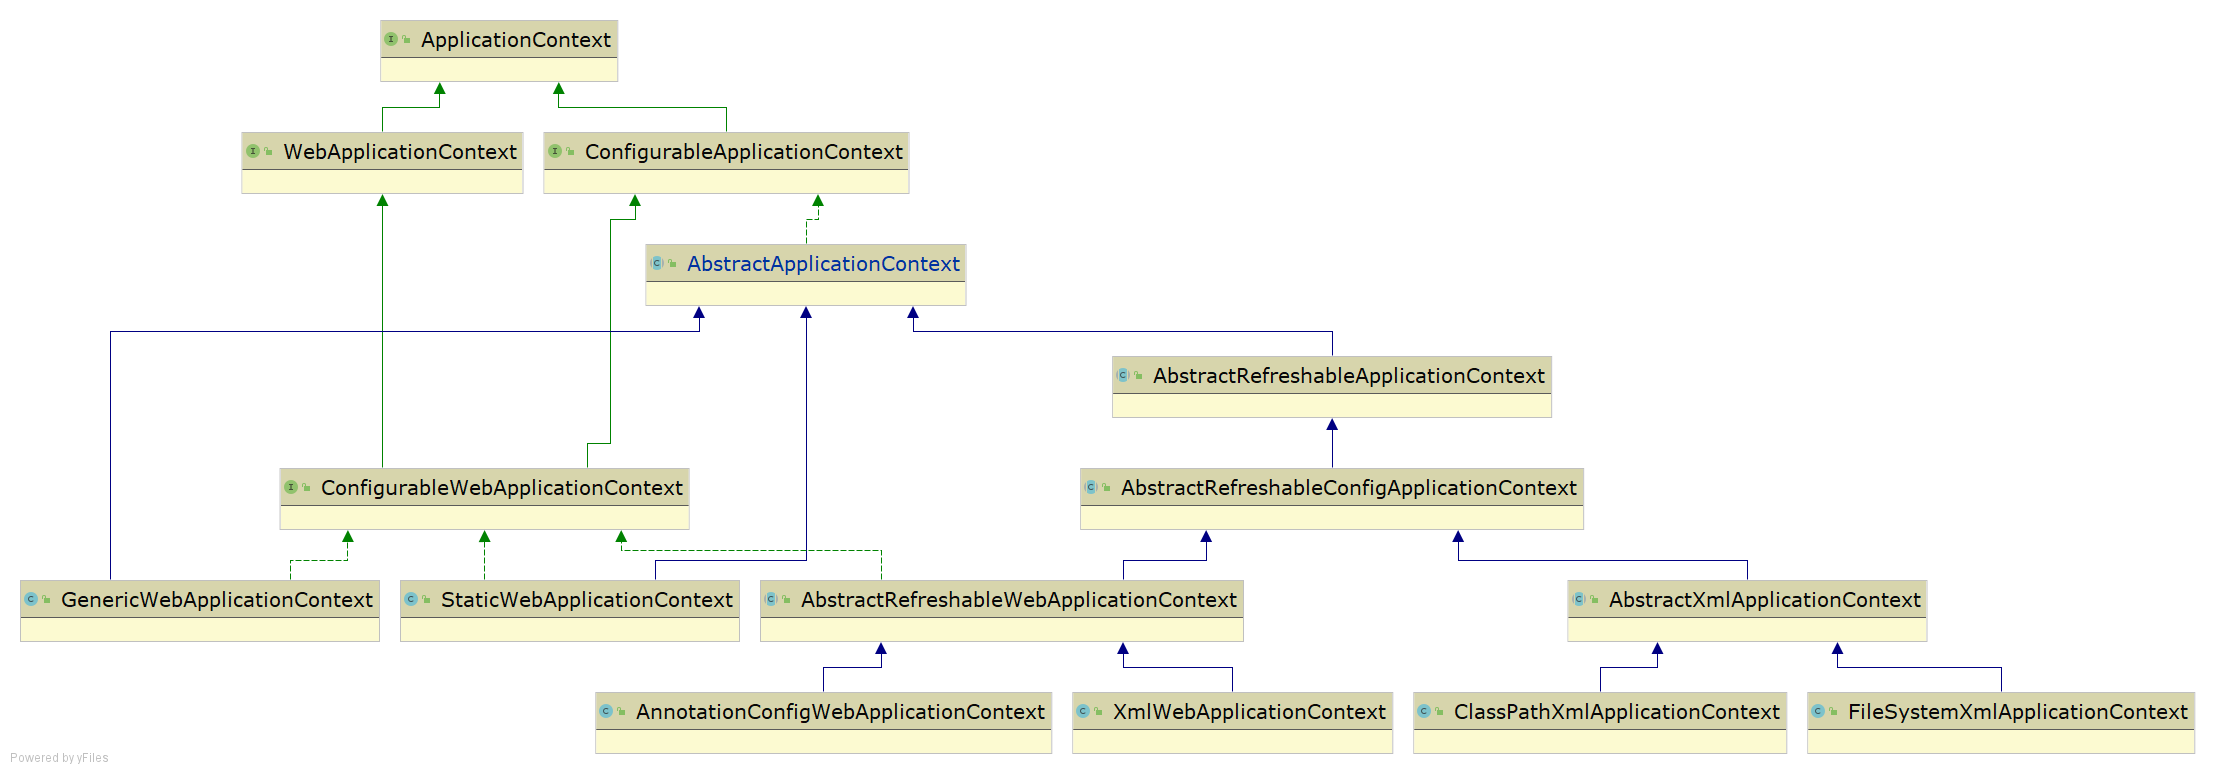 ApplicationContext
WebApplicationContext
ConfigurableApplicationContext
AbstractApplicationContext
AbstractRefreshableApplicationContext
ConfigurableWebApplicationContext
AbstractRefreshableConfigApplicationContext
GenericWebApplicationContext
StaticWebApplicationContext
AbstractRefreshableWebApplicationContext
AbstractXmlApplicationContext
AnnotationConfigWebApplicationContext
XmlWebApplicationContext
ClassPathXmlApplicationContext
FileSystemXmlApplicationContext
Powered by yFiles